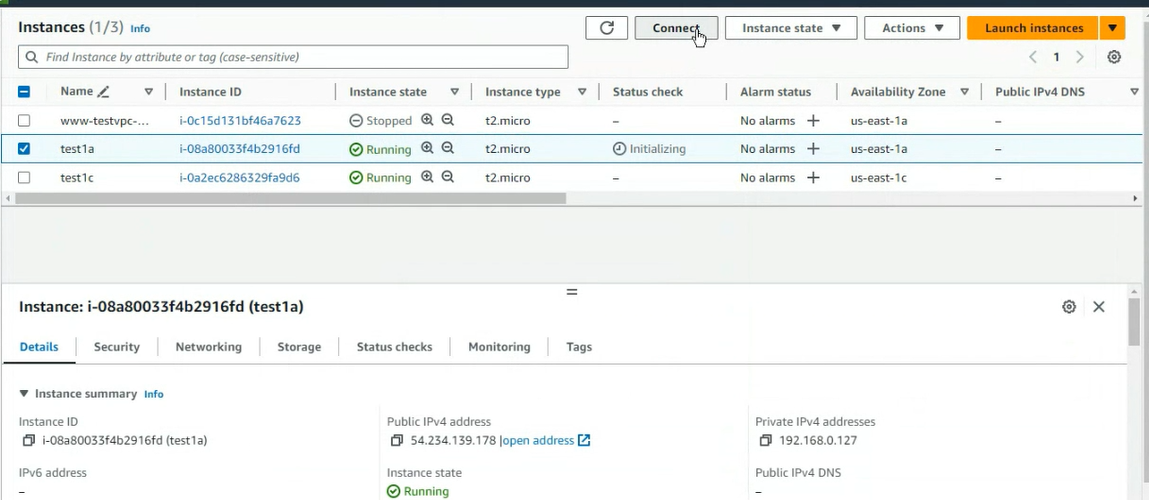 Instances (1/3) Info Connect Instance state Actions Launch instances
Find Instance by attribute or tag (case-sensitive) 1
Name Instance ID Instance state Instance type Status check Alarm status Availability Zone Public IPv4 DNS
www-testvpc-... i-0c15d131bf46a7623 Stopped t2.micro – No alarms us-east-1a –
test1a i-08a80033f4b2916fd Running t2.micro Initializing No alarms us-east-1a –
test1c i-0a2ec6286329fa9d6 Running t2.micro – No alarms us-east-1c –
Instance: i-08a80033f4b2916fd (test1a)
Details Security Networking Storage Status checks Monitoring Tags
Instance summary Info
Instance ID Public IPv4 address Private IPv4 addresses
i-08a80033f4b2916fd (test1a) 54.234.139.178 |open address 192.168.0.127
IPv6 address Instance state Public IPv4 DNS
– Running –